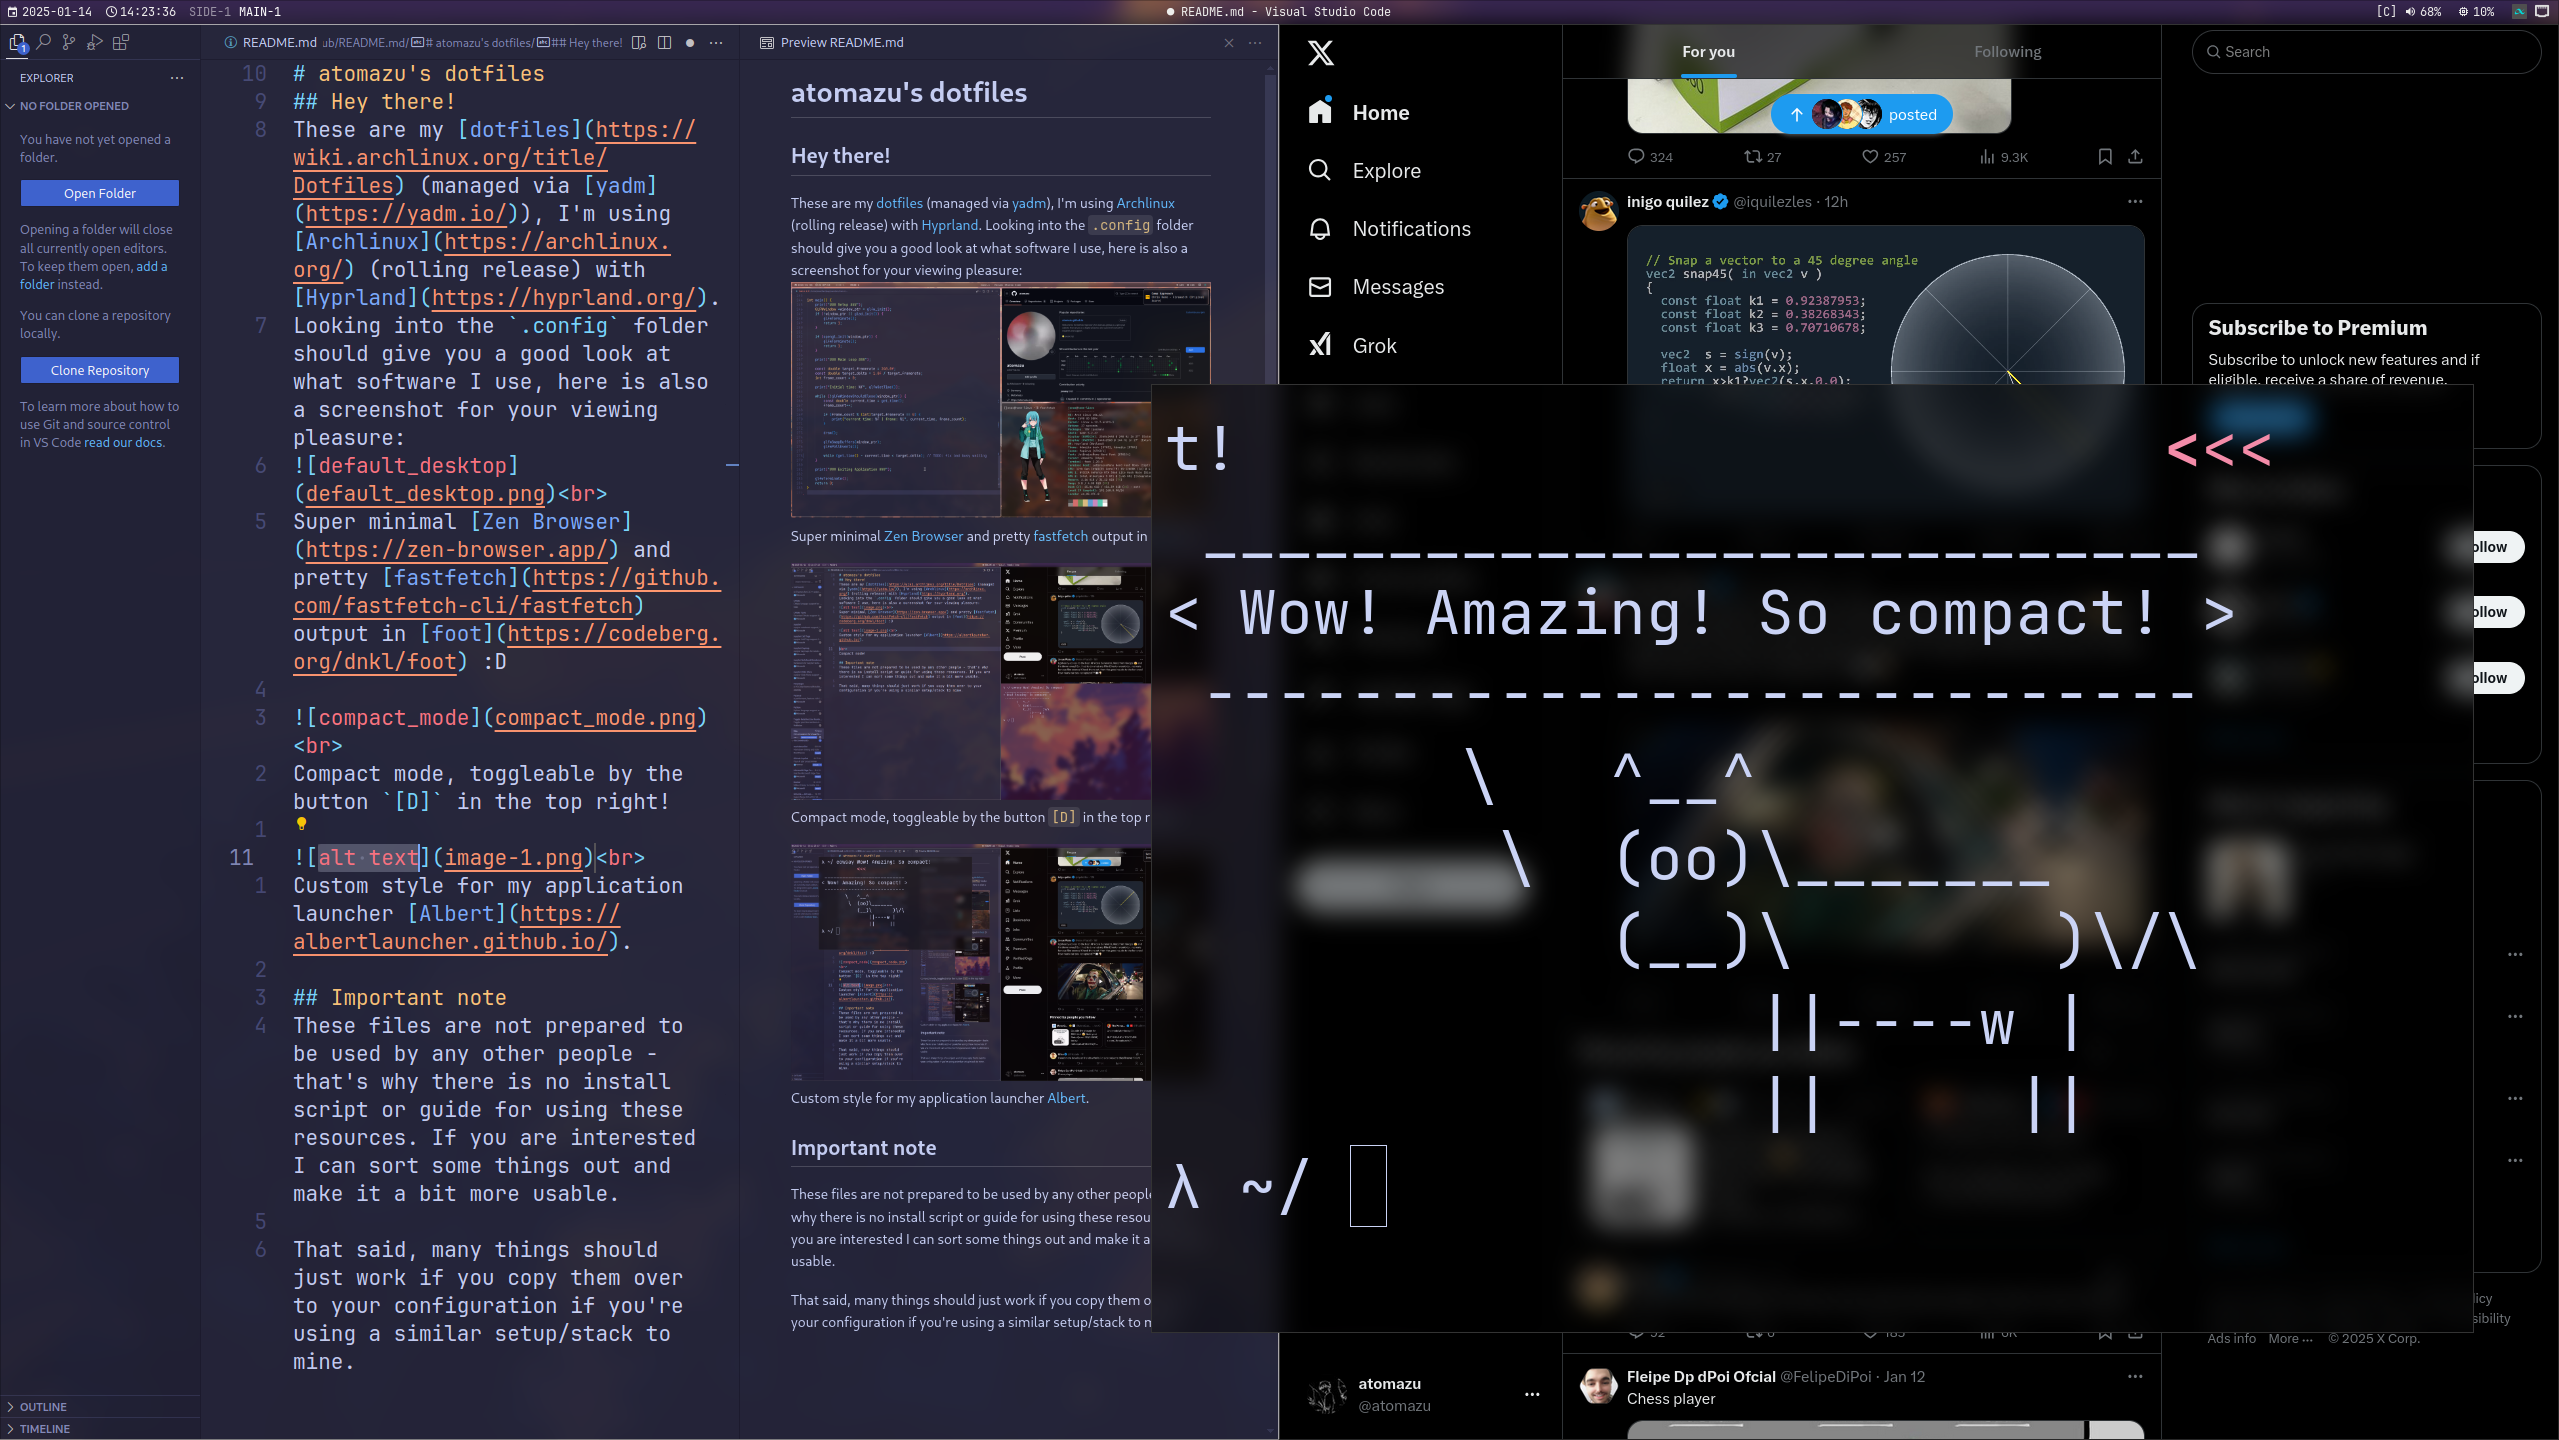 2025-01-14 14:23:36 SIDE-1 MAIN-1
● README.md - Visual Studio Code
[C] 68% 10%
EXPLORER
NO FOLDER OPENED
You have not yet opened a
folder.
Open Folder
Opening a folder will close
all currently open editors.
To keep them open, add a
folder instead.
You can clone a repository
locally.
Clone Repository
To learn more about how to
use Git and source control
in VS Code read our docs.
OUTLINE
TIMELINE
README.md ub/README.md/ # atomazu's dotfiles/ ## Hey there!
10 # atomazu's dotfiles
9 ## Hey there!
8 These are my [dotfiles](https://
wiki.archlinux.org/title/
Dotfiles) (managed via [yadm]
(https://yadm.io/)), I'm using
[Archlinux](https://archlinux.
org/) (rolling release) with
[Hyprland](https://hyprland.org/).
7 Looking into the `.config` folder
should give you a good look at
what software I use, here is also
a screenshot for your viewing
pleasure:
6 ![default_desktop]
(default_desktop.png)<br>
5 Super minimal [Zen Browser]
(https://zen-browser.app/) and
pretty [fastfetch](https://github.
com/fastfetch-cli/fastfetch)
output in [foot](https://codeberg.
org/dnkl/foot) :D
4
3 ![compact_mode](compact_mode.png)
<br>
2 Compact mode, toggleable by the
button `[D]` in the top right!
1
11 ![alt text](image-1.png)<br>
1 Custom style for my application
launcher [Albert](https://
albertlauncher.github.io/).
2
3 ## Important note
4 These files are not prepared to
be used by any other people -
that's why there is no install
script or guide for using these
resources. If you are interested
I can sort some things out and
make it a bit more usable.
5
6 That said, many things should
just work if you copy them over
to your configuration if you're
using a similar setup/stack to
mine.
Preview README.md
atomazu's dotfiles
Hey there!
These are my dotfiles (managed via yadm), I'm using Archlinux
(rolling release) with Hyprland. Looking into the .config folder
should give you a good look at what software I use, here is also a
screenshot for your viewing pleasure:
Super minimal Zen Browser and pretty fastfetch output in
Compact mode, toggleable by the button [D] in the top r
Custom style for my application launcher Albert.
Important note
These files are not prepared to be used by any other people
why there is no install script or guide for using these resou
you are interested I can sort some things out and make it a
usable.
That said, many things should just work if you copy them o
your configuration if you're using a similar setup/stack to m
Home
Explore
Notifications
Messages
Grok
atomazu
@atomazu
For you
Following
posted
324 27 257 9.3K
inigo quilez @iquilezles · 12h
// Snap a vector to a 45 degree angle
vec2 snap45( in vec2 v )
{
const float k1 = 0.92387953;
const float k2 = 0.38268343;
const float k3 = 0.70710678;
vec2 s = sign(v);
float x = abs(v.x);
return x>k1?vec2(s.x,0.0):
t! <<<
___________________________
< Wow! Amazing! So compact! >
---------------------------
\   ^__^
\  (oo)\_______
(__)\       )\/\
||----w |
||     ||
λ ~/
Fleipe Dp dPoi Ofcial @FelipeDiPoi · Jan 12
Chess player
Search
Subscribe to Premium
Subscribe to unlock new features and if
eligible, receive a share of revenue.
ollow
ollow
ollow
licy
sibility
Ads info More ··· © 2025 X Corp.